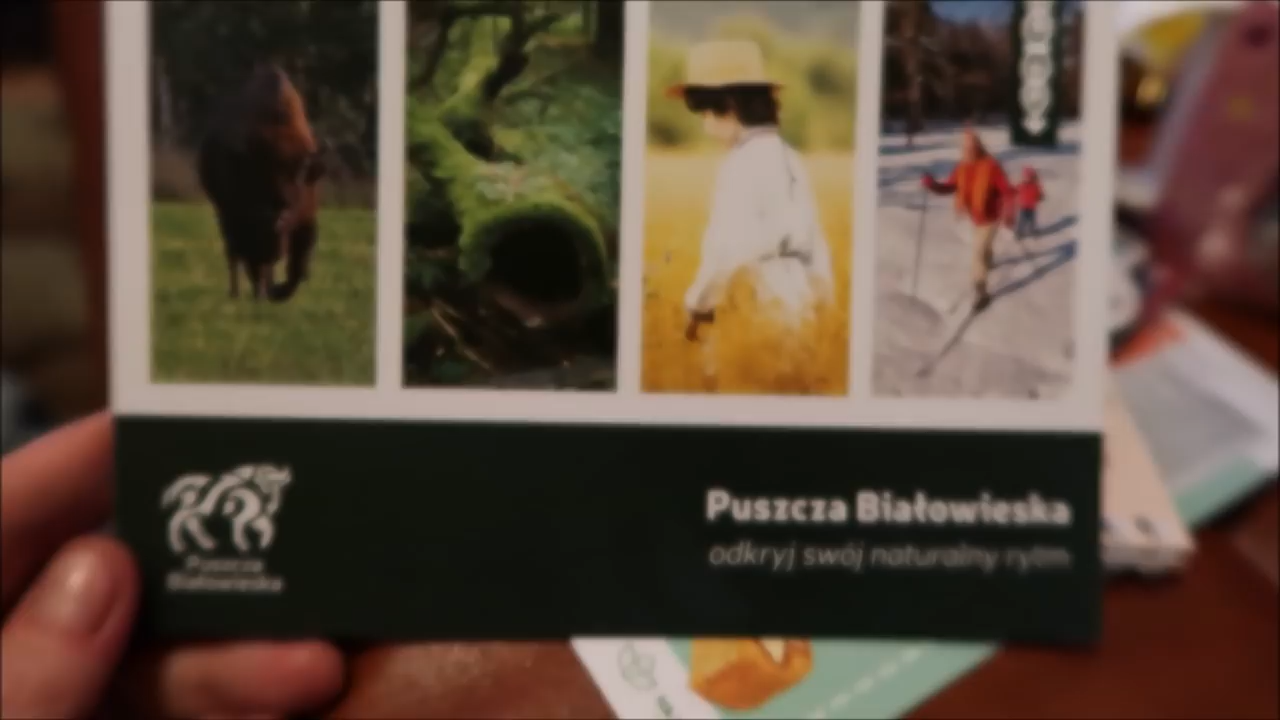 Puszcza Białowieska
odkryj swój naturalny rytm
Puszcza
Białowieska